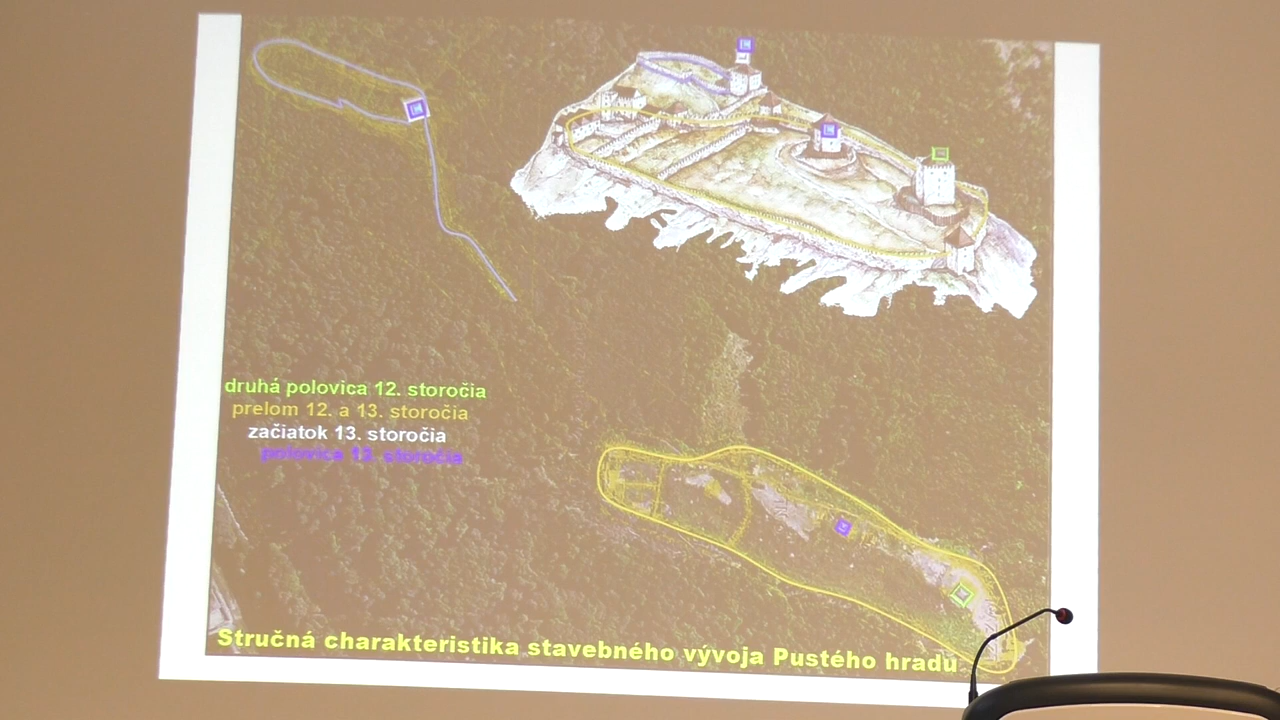 druhá polovica 12. storočia
prelom 12. a 13. storočia
začiatok 13. storočia
polovica 13. storočia
Stručná charakteristika stavebného vývoja Pustého hradu